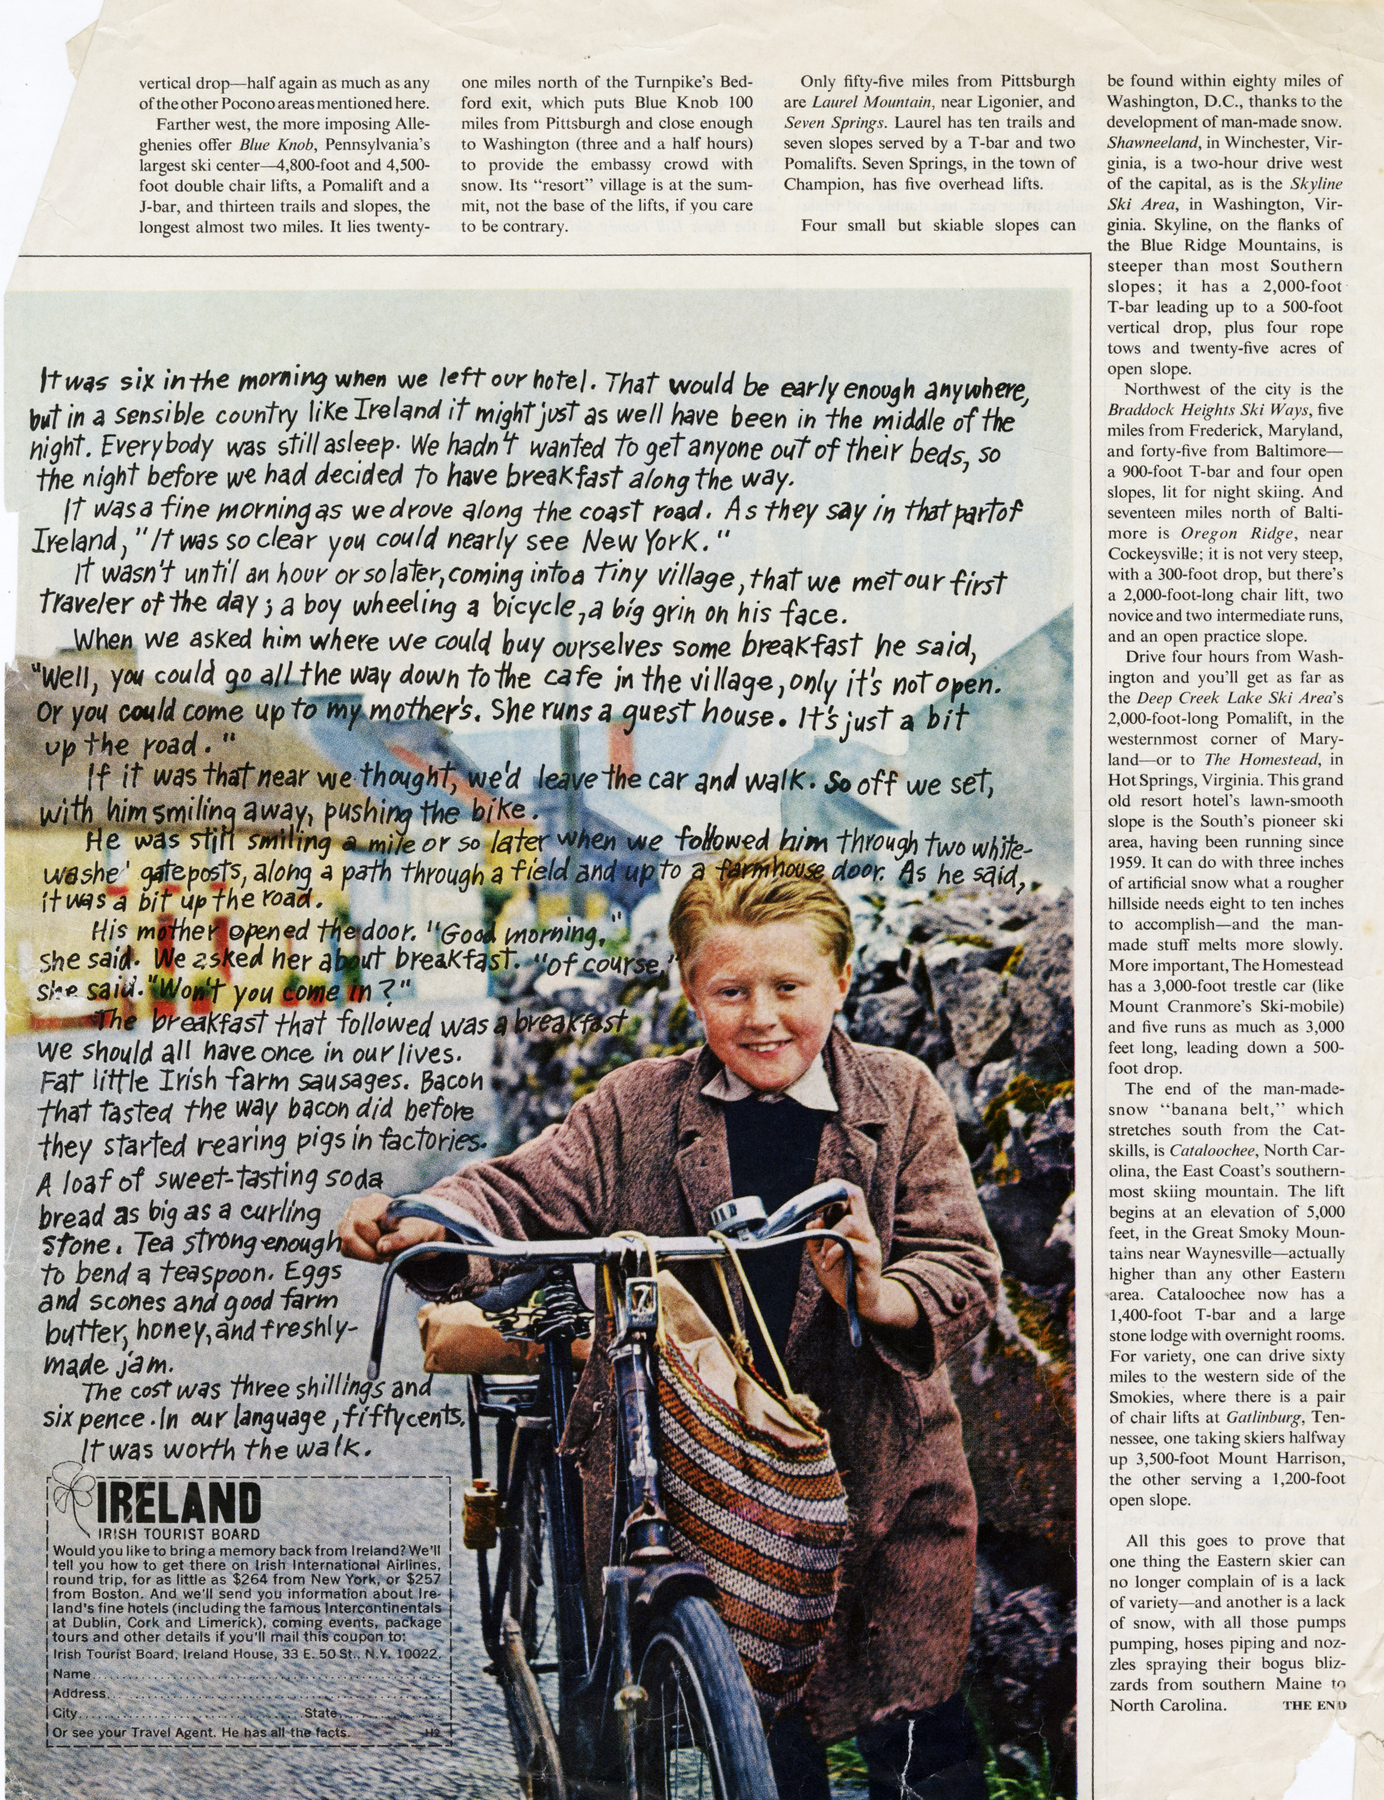 vertical drop—half again as much as any
of the other Pocono areas mentioned here.
Farther west, the more imposing Alle-
ghenies offer Blue Knob, Pennsylvania's
largest ski center—4,800-foot and 4,500-
foot double chair lifts, a Pomalift and a
J-bar, and thirteen trails and slopes, the
longest almost two miles. It lies twenty-
one miles north of the Turnpike's Bed-
ford exit, which puts Blue Knob 100
miles from Pittsburgh and close enough
to Washington (three and a half hours)
to provide the embassy crowd with
snow. Its "resort" village is at the sum-
mit, not the base of the lifts, if you care
to be contrary.
Only fifty-five miles from Pittsburgh
are Laurel Mountain, near Ligonier, and
Seven Springs. Laurel has ten trails and
seven slopes served by a T-bar and two
Pomalifts. Seven Springs, in the town of
Champion, has five overhead lifts.
Four small but skiable slopes can
be found within eighty miles of
Washington, D.C., thanks to the
development of man-made snow.
Shawneeland, in Winchester, Vir-
ginia, is a two-hour drive west
of the capital, as is the Skyline
Ski Area, in Washington, Vir-
ginia. Skyline, on the flanks of
the Blue Ridge Mountains, is
steeper than most Southern
slopes; it has a 2,000-foot
T-bar leading up to a 500-foot
vertical drop, plus four rope
tows and twenty-five acres of
open slope.
Northwest of the city is the
Braddock Heights Ski Ways, five
miles from Frederick, Maryland,
and forty-five from Baltimore—
a 900-foot T-bar and four open
slopes, lit for night skiing. And
seventeen miles north of Balti-
more is Oregon Ridge, near
Cockeysville; it is not very steep,
with a 300-foot drop, but there's
a 2,000-foot-long chair lift, two
novice and two intermediate runs,
and an open practice slope.
Drive four hours from Wash-
ington and you'll get as far as
the Deep Creek Lake Ski Area's
2,000-foot-long Pomalift, in the
westernmost corner of Mary-
land—or to The Homestead, in
Hot Springs, Virginia. This grand
old resort hotel's lawn-smooth
slope is the South's pioneer ski
area, having been running since
1959. It can do with three inches
of artificial snow what a rougher
hillside needs eight to ten inches
to accomplish—and the man-
made stuff melts more slowly.
More important, The Homestead
has a 3,000-foot trestle car (like
Mount Cranmore's Ski-mobile)
and five runs as much as 3,000
feet long, leading down a 500-
foot drop.
The end of the man-made-
snow "banana belt," which
stretches south from the Cat-
skills, is Cataloochee, North Car-
olina, the East Coast's southern-
most skiing mountain. The lift
begins at an elevation of 5,000
feet, in the Great Smoky Moun-
tains near Waynesville—actually
higher than any other Eastern
area. Cataloochee now has a
1,400-foot T-bar and a large
stone lodge with overnight rooms.
For variety, one can drive sixty
miles to the western side of the
Smokies, where there is a pair
of chair lifts at Gatlinburg, Ten-
nessee, one taking skiers halfway
up 3,500-foot Mount Harrison,
the other serving a 1,200-foot
open slope.
All this goes to prove that
one thing the Eastern skier can
no longer complain of is a lack
of variety—and another is a lack
of snow, with all those pumps
pumping, hoses piping and noz-
zles spraying their bogus bliz-
zards from southern Maine to
North Carolina. THE END
It was six in the morning when we left our hotel. That would be early enough anywhere,
but in a sensible country like Ireland it might just as well have been in the middle of the
night. Everybody was still asleep. We hadn't wanted to get anyone out of their beds, so
the night before we had decided to have breakfast along the way.
It was a fine morning as we drove along the coast road. As they say in that part of
Ireland, "It was so clear you could nearly see New York."
It wasn't until an hour or so later, coming into a tiny village, that we met our first
traveler of the day; a boy wheeling a bicycle, a big grin on his face.
When we asked him where we could buy ourselves some breakfast he said,
"Well, you could go all the way down to the cafe in the village, only it's not open.
Or you could come up to my mother's. She runs a guest house. It's just a bit
up the road."
If it was that near we thought, we'd leave the car and walk. So off we set,
with him smiling away, pushing the bike.
He was still smiling a mile or so later when we followed him through two white-
washe' gateposts, along a path through a field and up to a farmhouse door. As he said,
it was a bit up the road.
His mother opened the door. "Good morning,"
she said. We asked her about breakfast. "Of course,"
she said. "Won't you come in?"
The breakfast that followed was a breakfast
we should all have once in our lives.
Fat little Irish farm sausages. Bacon
that tasted the way bacon did before
they started rearing pigs in factories.
A loaf of sweet-tasting soda
bread as big as a curling
stone. Tea strong enough
to bend a teaspoon. Eggs
and scones and good farm
butter, honey, and freshly-
made jam.
The cost was three shillings and
six pence. In our language, fifty cents.
It was worth the walk.
IRELAND
IRISH TOURIST BOARD
Would you like to bring a memory back from Ireland? We'll
tell you how to get there on Irish International Airlines,
round trip, for as little as $264 from New York, or $257
from Boston. And we'll send you information about Ire-
land's fine hotels (including the famous Intercontinentals
at Dublin, Cork and Limerick), coming events, package
tours and other details if you'll mail this coupon to:
Irish Tourist Board, Ireland House, 33 E. 50 St., N.Y. 10022.
Name
Address
City State
Or see your Travel Agent. He has all the facts. H2